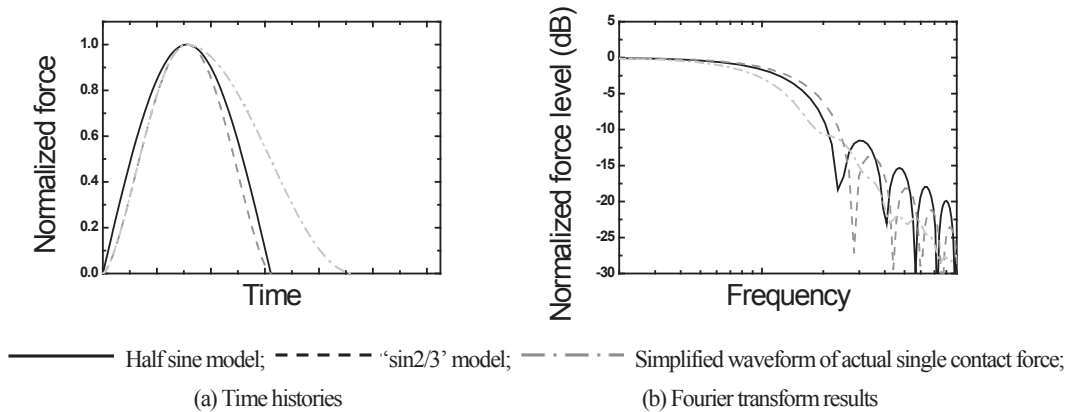 1.0
0.8
0.6
0.4
0.2
0.0
Normalized force
Time
5
0
-5
-10
-15
-20
-25
-30
Normalized force level (dB)
Frequency
Half sine model; ‘sin2/3’ model; Simplified waveform of actual single contact force;
(a) Time histories (b) Fourier transform results